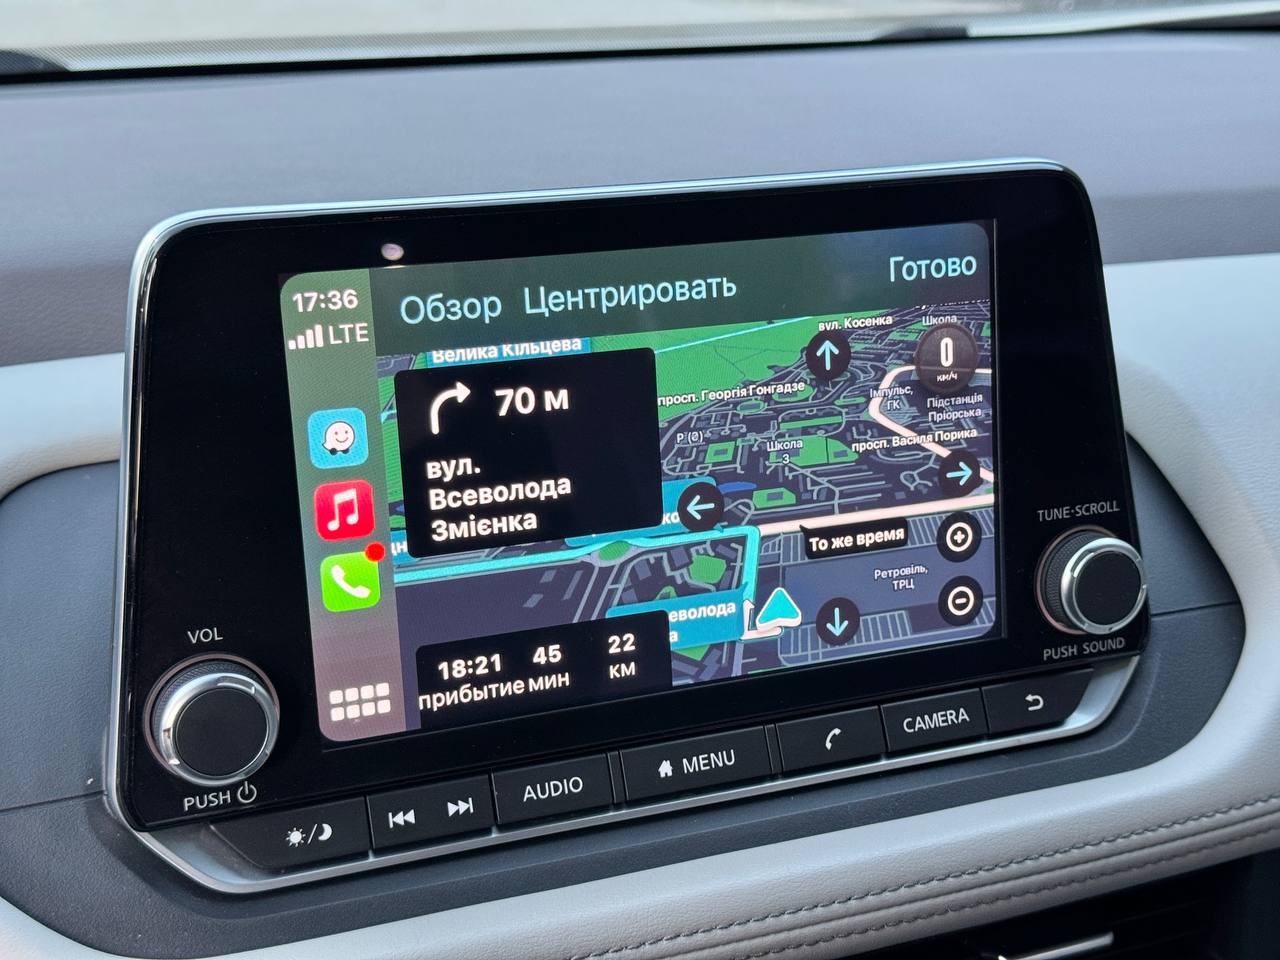 17:36
LTE
Обзор Центрировать Готово
Велика Кільцева
70 м
вул.
Всеволода
Змієнка
вул. Косенка
Школа
0
км/ч
просп. Георгія Гонгадзе
Імпульс,
ГК
Підстанція
Пріорська
P (Ø)
Школа
3
просп. Василя Порика
То же время
Ретровіль,
ТРЦ
18:21 45 22
прибытие мин км
VOL
PUSH
TUNE·SCROLL
PUSH SOUND
AUDIO
MENU
CAMERA